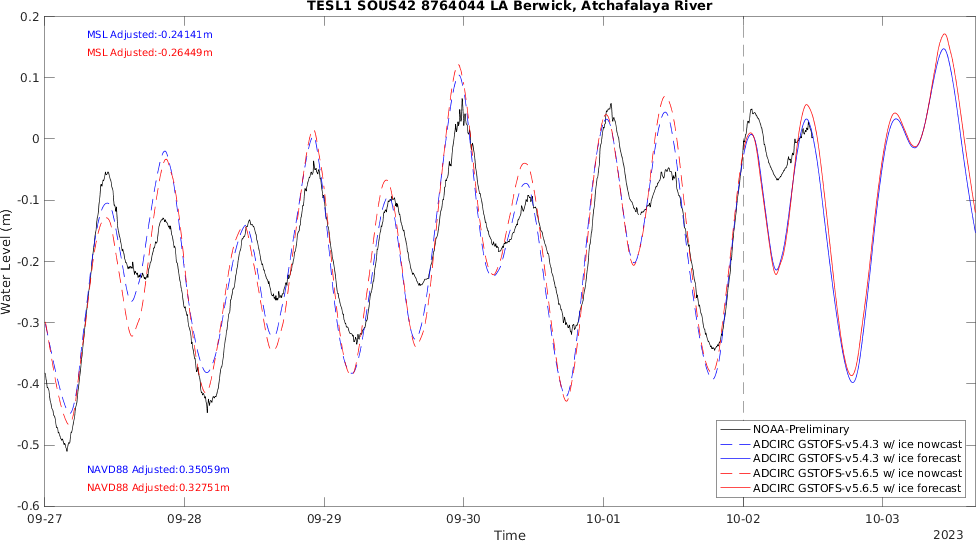 TESL1 SOUS42 8764044 LA Berwick, Atchafalaya River
0.2
MSL Adjusted:-0.24141m
MSL Adjusted:-0.26449m
0.1
0
-0.1
-0.2
Water Level (m)
-0.3
-0.4
-0.5
-0.6
NAVD88 Adjusted:0.35059m
NAVD88 Adjusted:0.32751m
NOAA-Preliminary
ADCIRC GSTOFS-v5.4.3 w/ ice nowcast
ADCIRC GSTOFS-v5.4.3 w/ ice forecast
ADCIRC GSTOFS-v5.6.5 w/ ice nowcast
ADCIRC GSTOFS-v5.6.5 w/ ice forecast
09-27 09-28 09-29 09-30 10-01 10-02 10-03
Time
2023